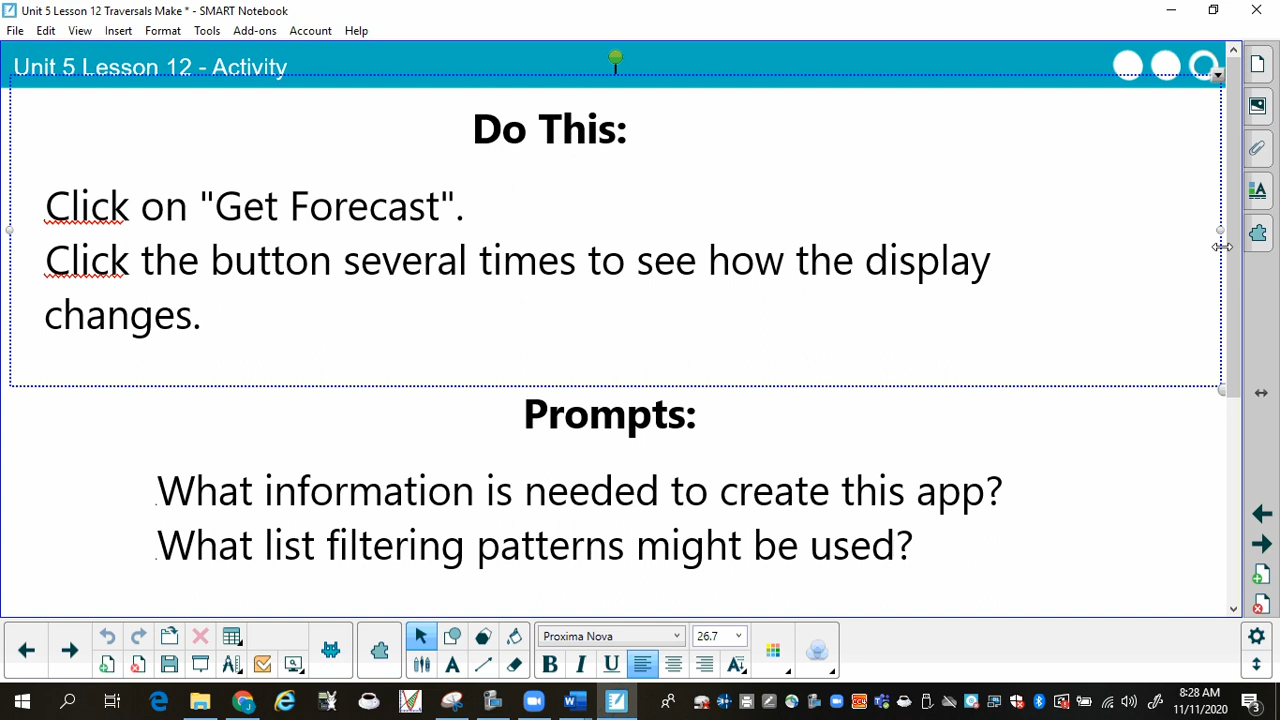 Unit 5 Lesson 12 Traversals Make * - SMART Notebook
File Edit View Insert Format Tools Add-ons Account Help
Unit 5 Lesson 12 - Activity
Do This:
Click on "Get Forecast".
Click the button several times to see how the display
changes.
Prompts:
What information is needed to create this app?
What list filtering patterns might be used?
Proxima Nova 26.7
B I U A
8:28 AM
11/11/2020